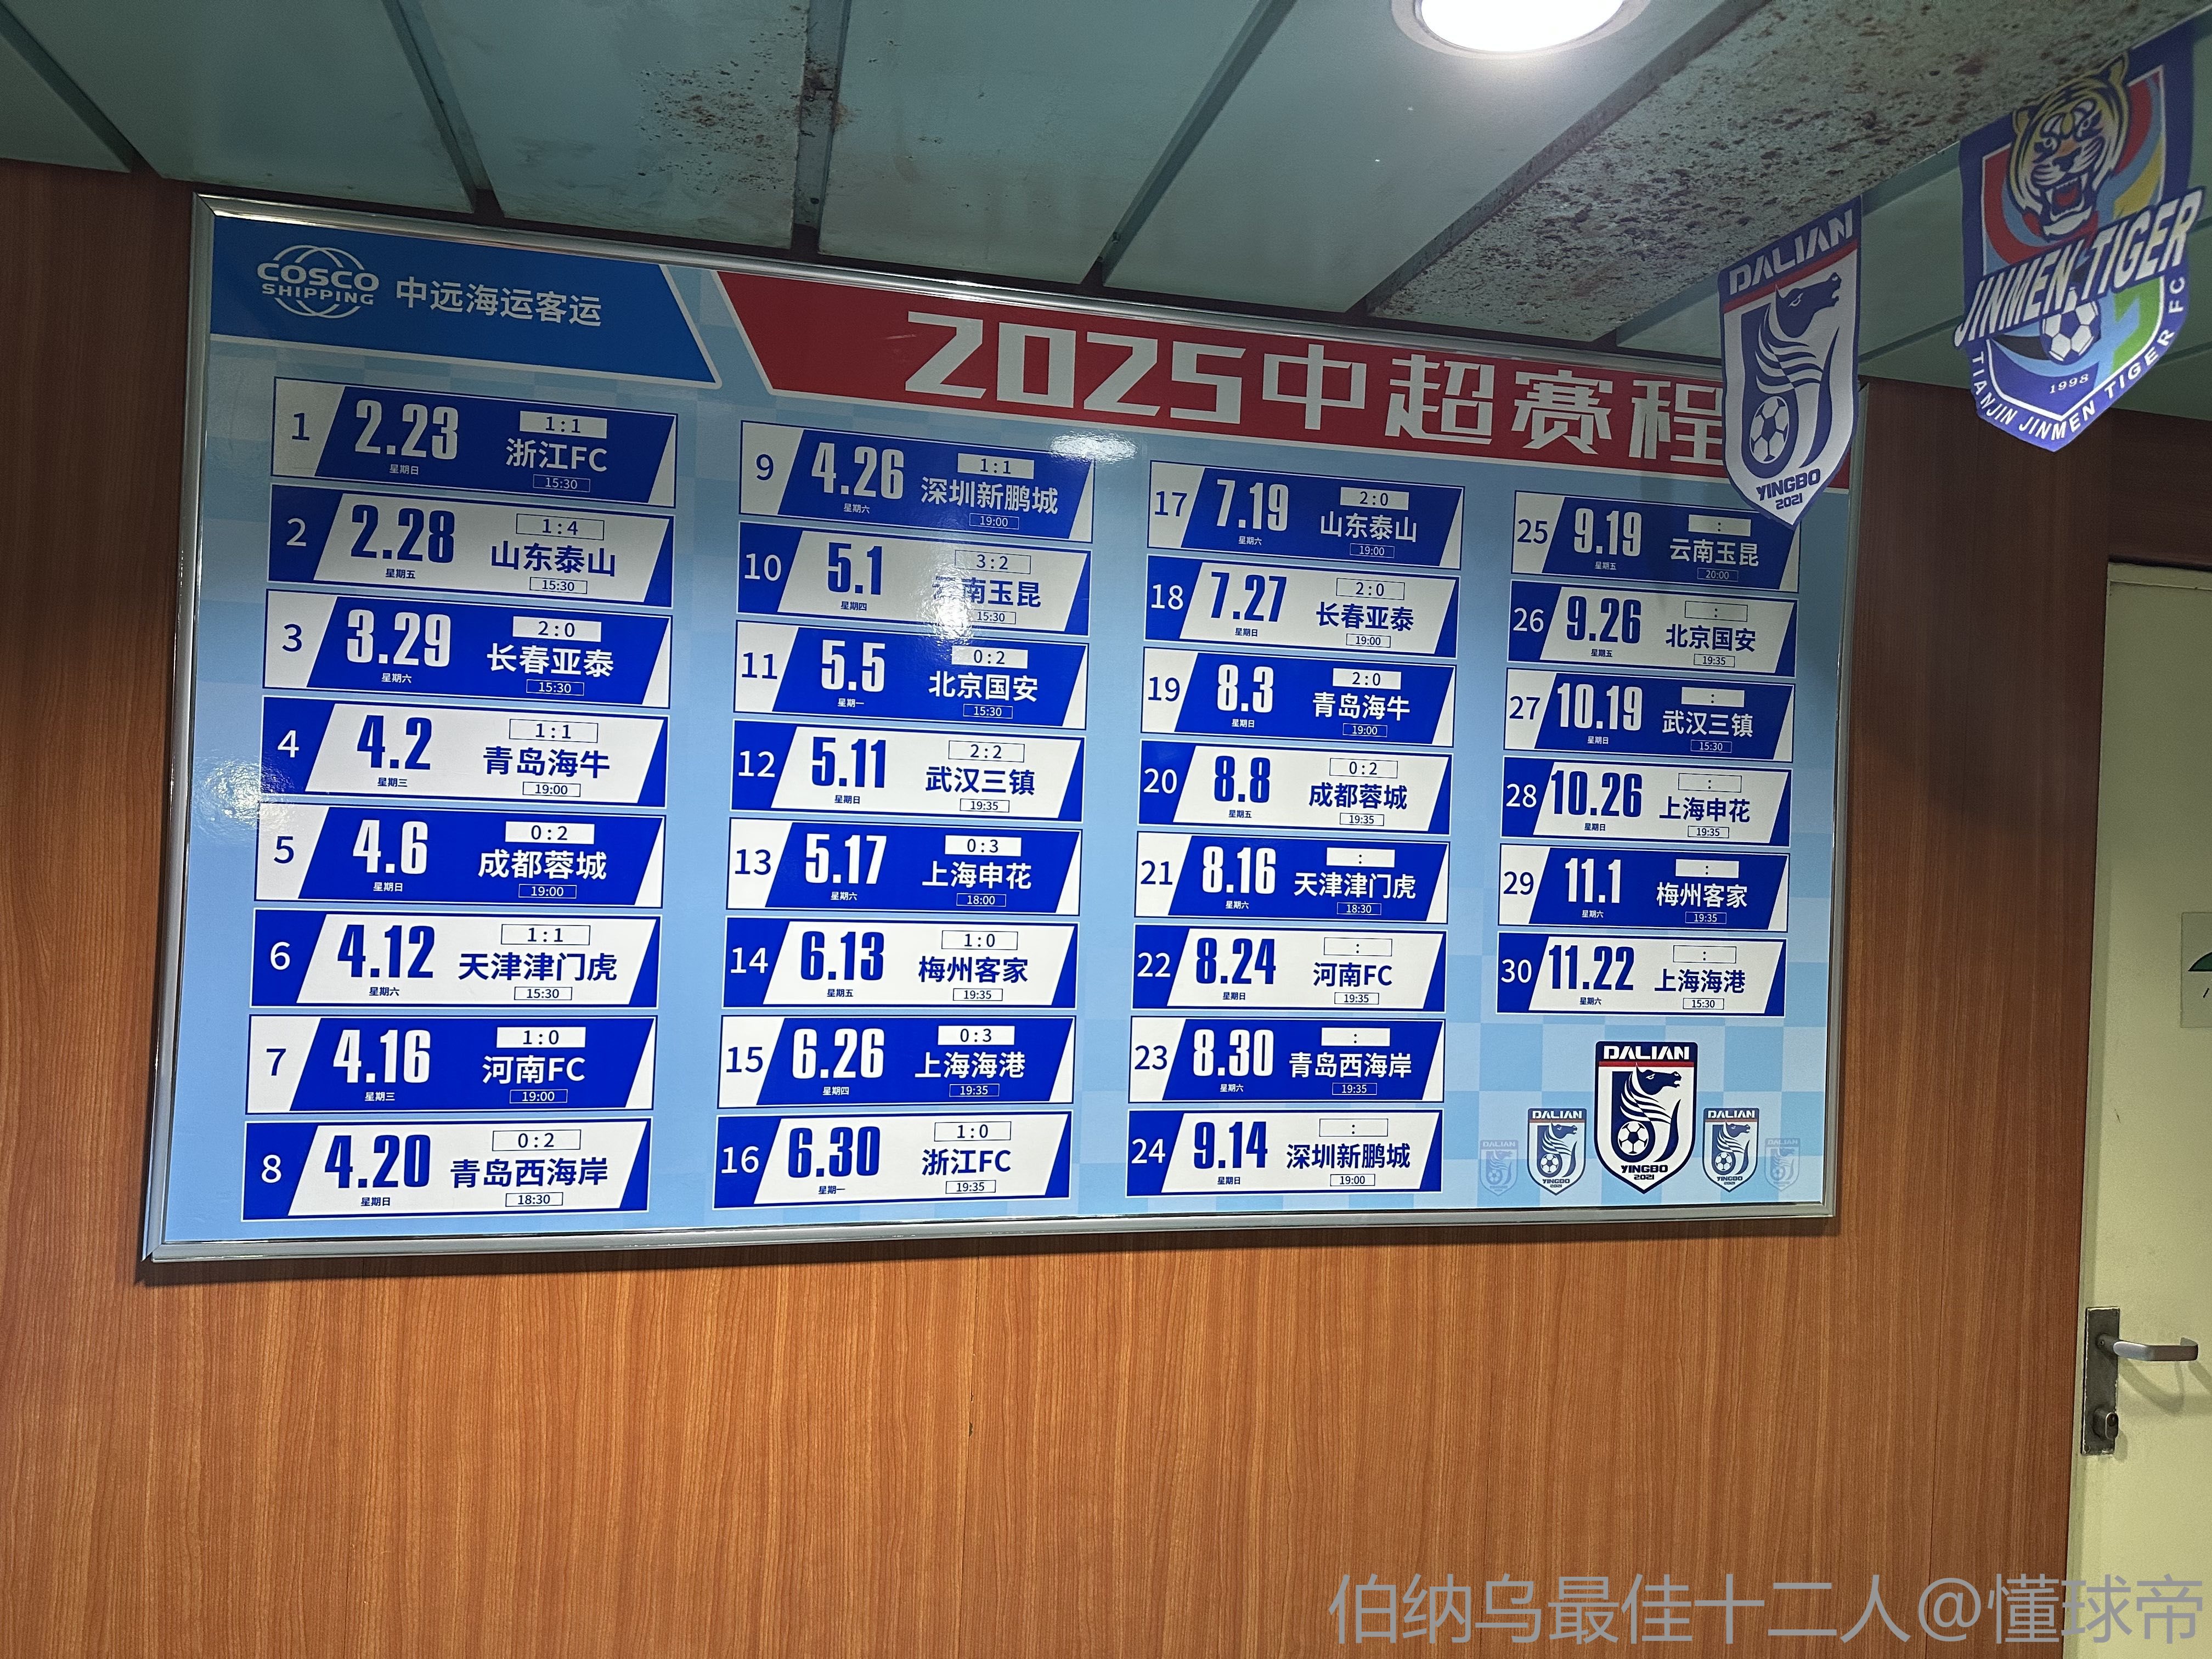 COSCO
SHIPPING
中远海运客运
2025中超赛程
1
2.23
星期日
1:1
浙江FC
15:30
2
2.28
星期五
1:4
山东泰山
15:30
3
3.29
星期六
2:0
长春亚泰
15:30
4
4.2
星期三
1:1
青岛海牛
19:00
5
4.6
星期日
0:2
成都蓉城
19:00
6
4.12
星期六
1:1
天津津门虎
15:30
7
4.16
星期三
1:0
河南FC
19:00
8
4.20
星期日
0:2
青岛西海岸
18:30
9
4.26
星期六
1:1
深圳新鹏城
19:00
10
5.1
星期四
3:2
南玉昆
15:30
11
5.5
星期一
0:2
北京国安
15:30
12
5.11
星期日
2:2
武汉三镇
19:35
13
5.17
星期六
0:3
上海申花
18:00
14
6.13
星期五
1:0
梅州客家
19:35
15
6.26
星期四
0:3
上海海港
19:35
16
6.30
星期一
1:0
浙江FC
19:35
17
7.19
星期六
2:0
山东泰山
19:00
18
7.27
星期日
2:0
长春亚泰
19:00
19
8.3
星期日
2:0
青岛海牛
19:00
20
8.8
星期五
0:2
成都蓉城
19:35
21
8.16
星期六
:
天津津门虎
18:30
22
8.24
星期日
:
河南FC
19:35
23
8.30
星期六
:
青岛西海岸
19:35
24
9.14
星期日
:
深圳新鹏城
19:00
25
9.19
星期五
:
云南玉昆
20:00
26
9.26
星期五
:
北京国安
19:35
27
10.19
星期日
:
武汉三镇
15:30
28
10.26
星期日
:
上海申花
19:35
29
11.1
星期六
:
梅州客家
19:35
30
11.22
星期六
:
上海海港
15:30
DALIAN
YINGBO
2021
DALIAN
YINGBO
2021
DALIAN
YINGBO
2021
DALIAN
YINGBO
2021
JINMEN TIGER
1998
TIANJIN JINMEN TIGER FC
伯纳乌最佳十二人@懂球帝